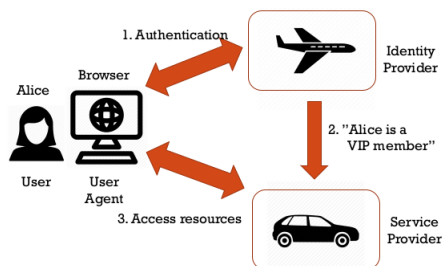 1. Authentication
Identity
Provider
Browser
Alice
2. ”Alice is a
VIP member”
User
User
Agent
3. Access resources
Service
Provider